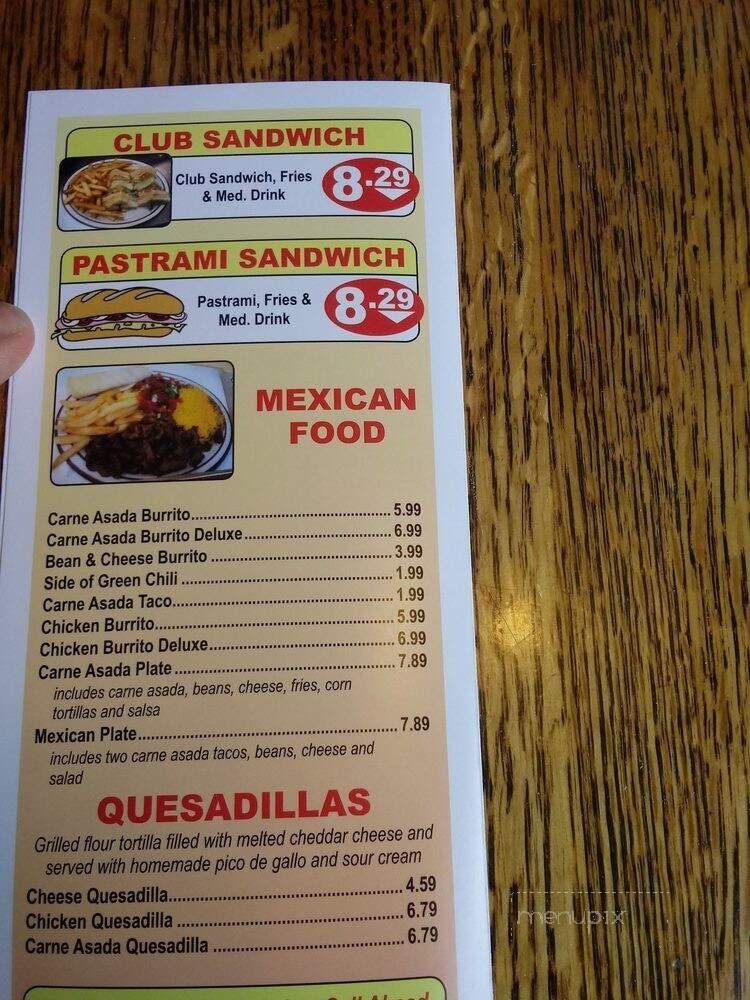 CLUB SANDWICH
Club Sandwich, Fries
& Med. Drink
8.29
PASTRAMI SANDWICH
Pastrami, Fries &
Med. Drink
8.29
MEXICAN
FOOD
Carne Asada Burrito 5.99
Carne Asada Burrito Deluxe 6.99
Bean & Cheese Burrito 3.99
Side of Green Chili 1.99
Carne Asada Taco 1.99
Chicken Burrito 5.99
Chicken Burrito Deluxe 6.99
Carne Asada Plate 7.89
includes carne asada, beans, cheese, fries, corn
tortillas and salsa
Mexican Plate 7.89
includes two carne asada tacos, beans, cheese and
salad
QUESADILLAS
Grilled flour tortilla filled with melted cheddar cheese and
served with homemade pico de gallo and sour cream
Cheese Quesadilla 4.59
Chicken Quesadilla 6.79
Carne Asada Quesadilla 6.79
Call Ahead
menupix